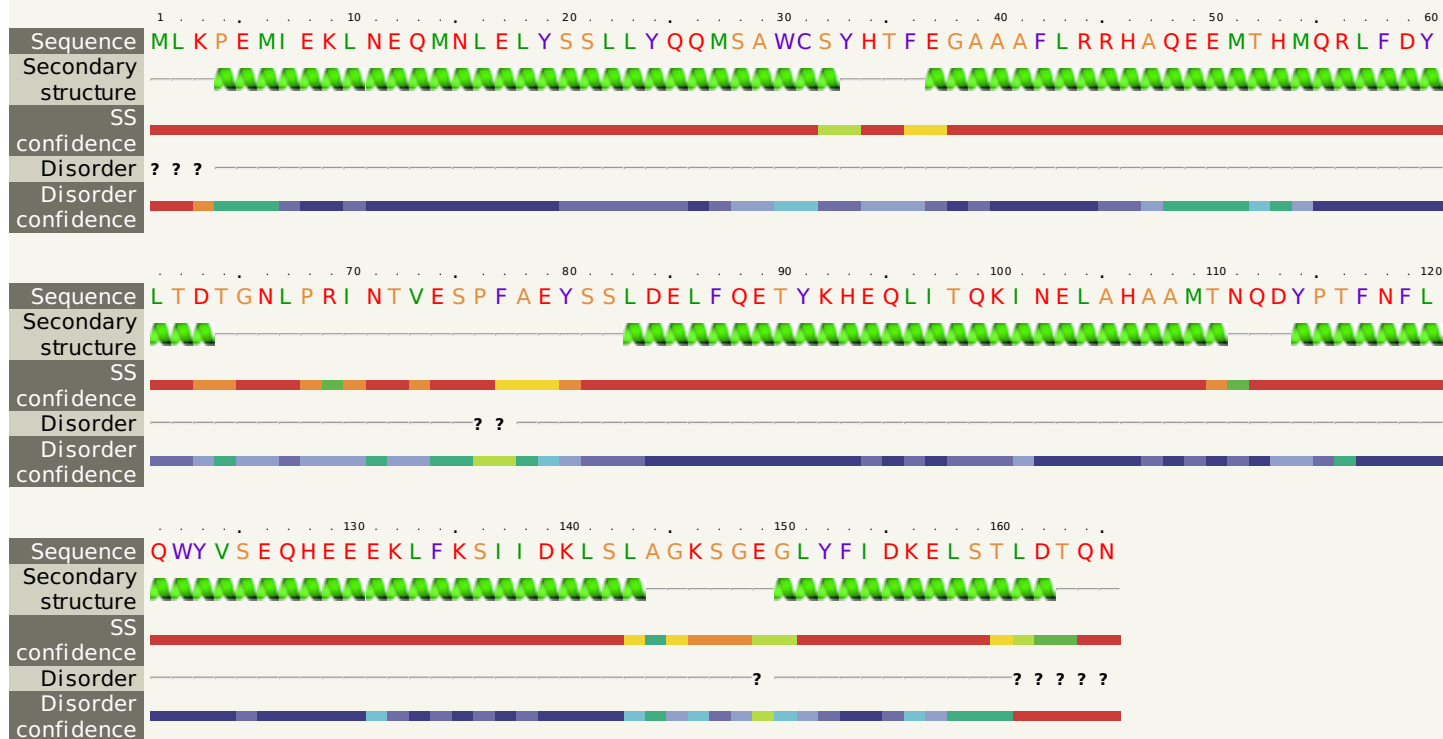 1 . . . . 10 . . . . 20 . . . . 30 . . . . 40 . . . . 50 . . . . 60
Sequence MLKPEMIEKLNEQMNLELYSSLLYQQMSAWCSYHTFEGAAAFLRRHAQEEMTHMQRLFDY
Secondary
structure
SS
confidence
Disorder ? ? ?
Disorder
confidence
. . . . . 70 . . . . 80 . . . . 90 . . . . 100 . . . . 110 . . . . 120
Sequence LTDTGNLPRINTVESPFAEYSSLDELFQETYKHEQLITQKINELAHAAMTNQDYPTFNFL
Secondary
structure
SS
confidence
Disorder ? ?
Disorder
confidence
. . . . . 130 . . . . 140 . . . . 150 . . . . 160 . . .
Sequence QWYVSEQHEEEKLFKSIIDKLSLAGKSGEGLYFIDKELSTLDTQN
Secondary
structure
SS
confidence
Disorder ? ? ? ? ? ?
Disorder
confidence